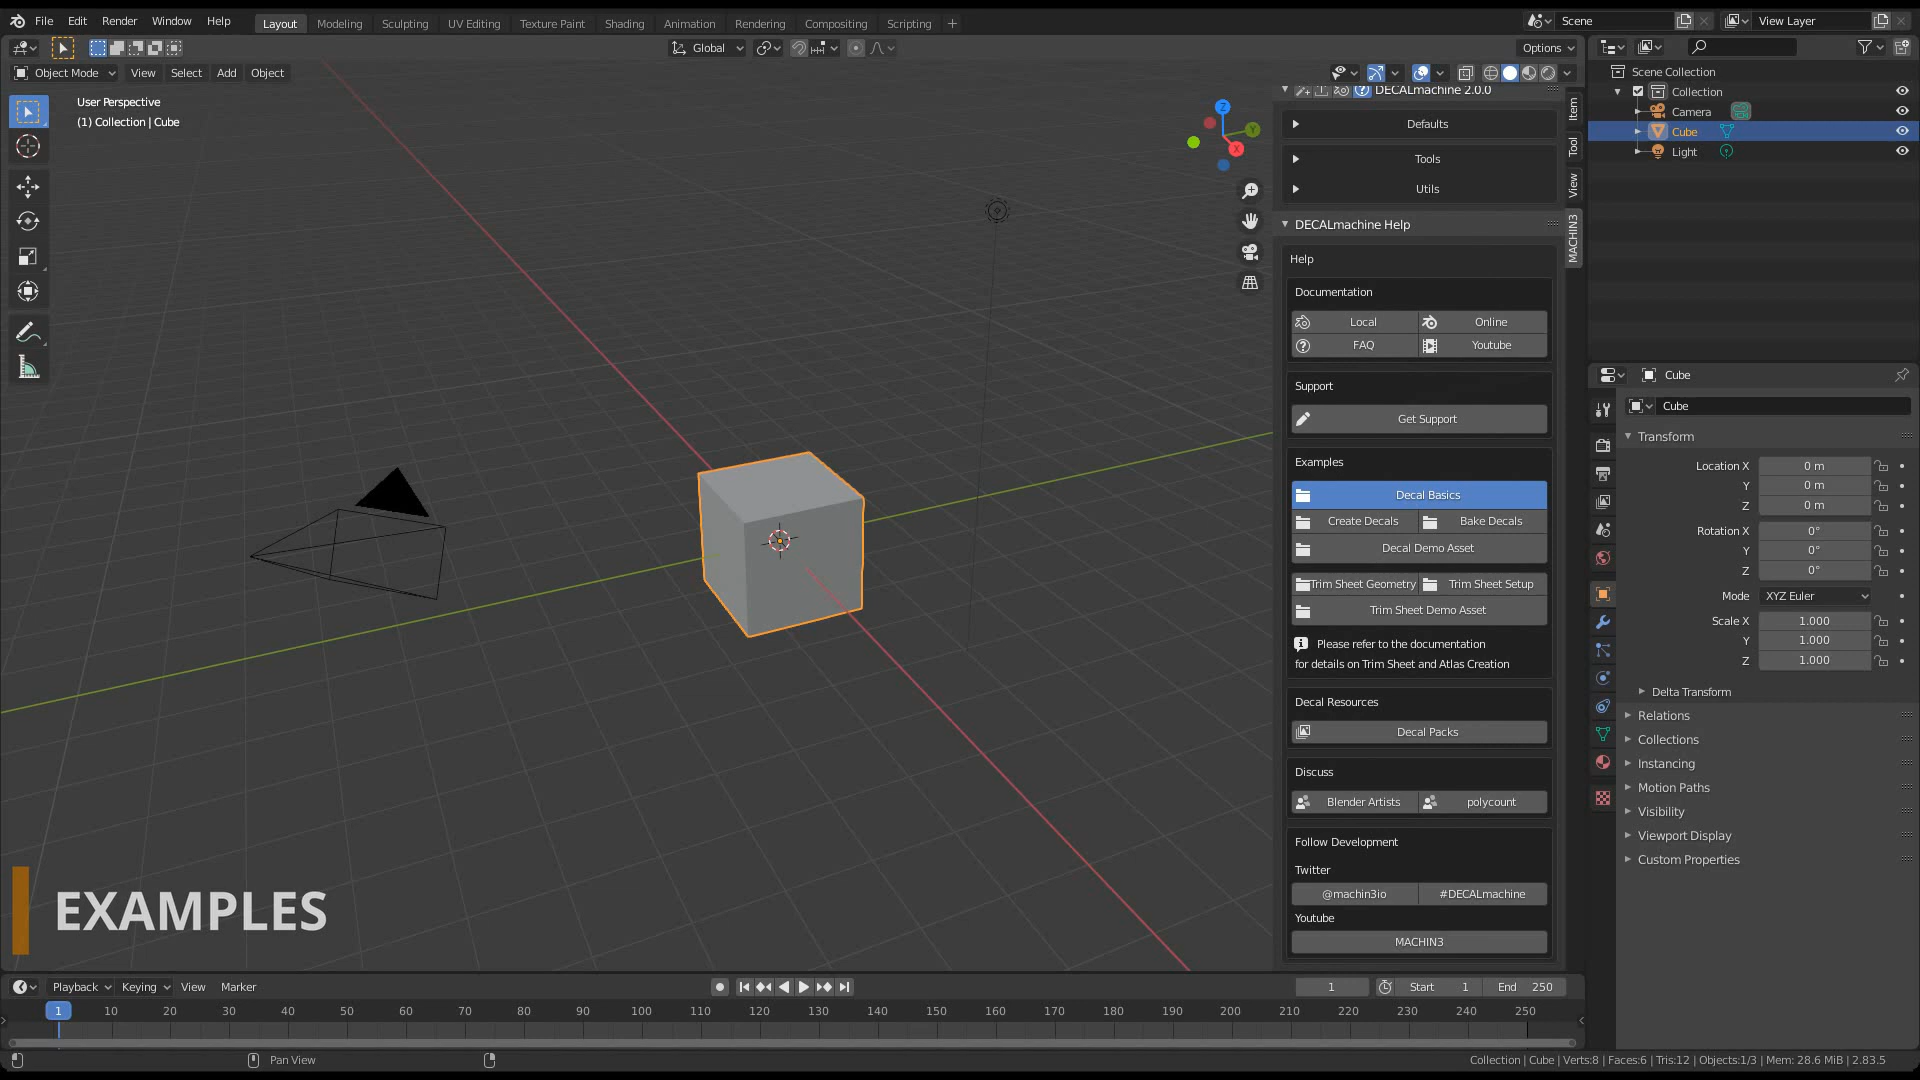 File Edit Render Window Help
Layout Modeling Sculpting UV Editing Texture Paint Shading Animation Rendering Compositing Scripting +
Scene
View Layer
Global
Options
Object Mode View Select Add Object
User Perspective
(1) Collection | Cube
Z
Y
X
DECALmachine 2.0.0
Defaults
Tools
Utils
DECALmachine Help
Help
Documentation
Local Online
FAQ Youtube
Support
Get Support
Examples
Decal Basics
Create Decals Bake Decals
Decal Demo Asset
Trim Sheet Geometry Trim Sheet Setup
Trim Sheet Demo Asset
Please refer to the documentation
for details on Trim Sheet and Atlas Creation
Decal Resources
Decal Packs
Discuss
Blender Artists polycount
Follow Development
Twitter
@machin3io #DECALmachine
Youtube
MACHIN3
Item
Tool
View
MACHIN3
Scene Collection
Collection
Camera
Cube
Light
Cube
Cube
Transform
Location X 0 m
Y 0 m
Z 0 m
Rotation X 0°
Y 0°
Z 0°
Mode XYZ Euler
Scale X 1.000
Y 1.000
Z 1.000
Delta Transform
Relations
Collections
Instancing
Motion Paths
Visibility
Viewport Display
Custom Properties
EXAMPLES
Playback Keying View Marker
1 Start 1 End 250
1 10 20 30 40 50 60 70 80 90 100 110 120 130 140 150 160 170 180 190 200 210 220 230 240 250
Pan View
Collection | Cube | Verts:8 | Faces:6 | Tris:12 | Objects:1/3 | Mem: 28.6 MiB | 2.83.5